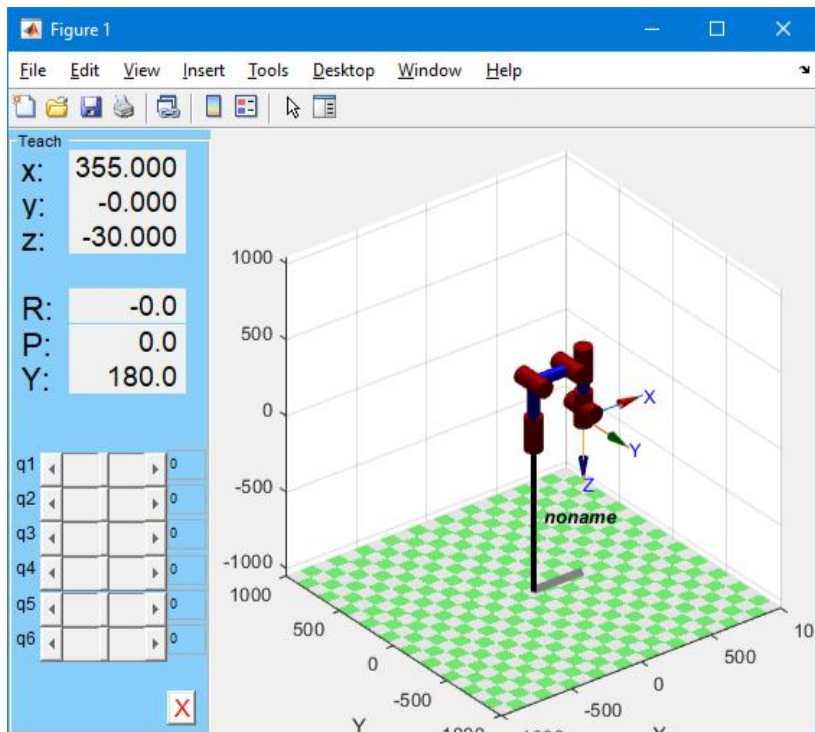 Figure 1
File Edit View Insert Tools Desktop Window Help
Teach
x: 355.000
y: -0.000
z: -30.000
R: -0.0
P: 0.0
Y: 180.0
q1 0
q2 0
q3 0
q4 0
q5 0
q6 0
X
1000
500
0
-500
-1000
1000
500
0
-500
Y
-500
0
500
10
X
Y
Z
noname